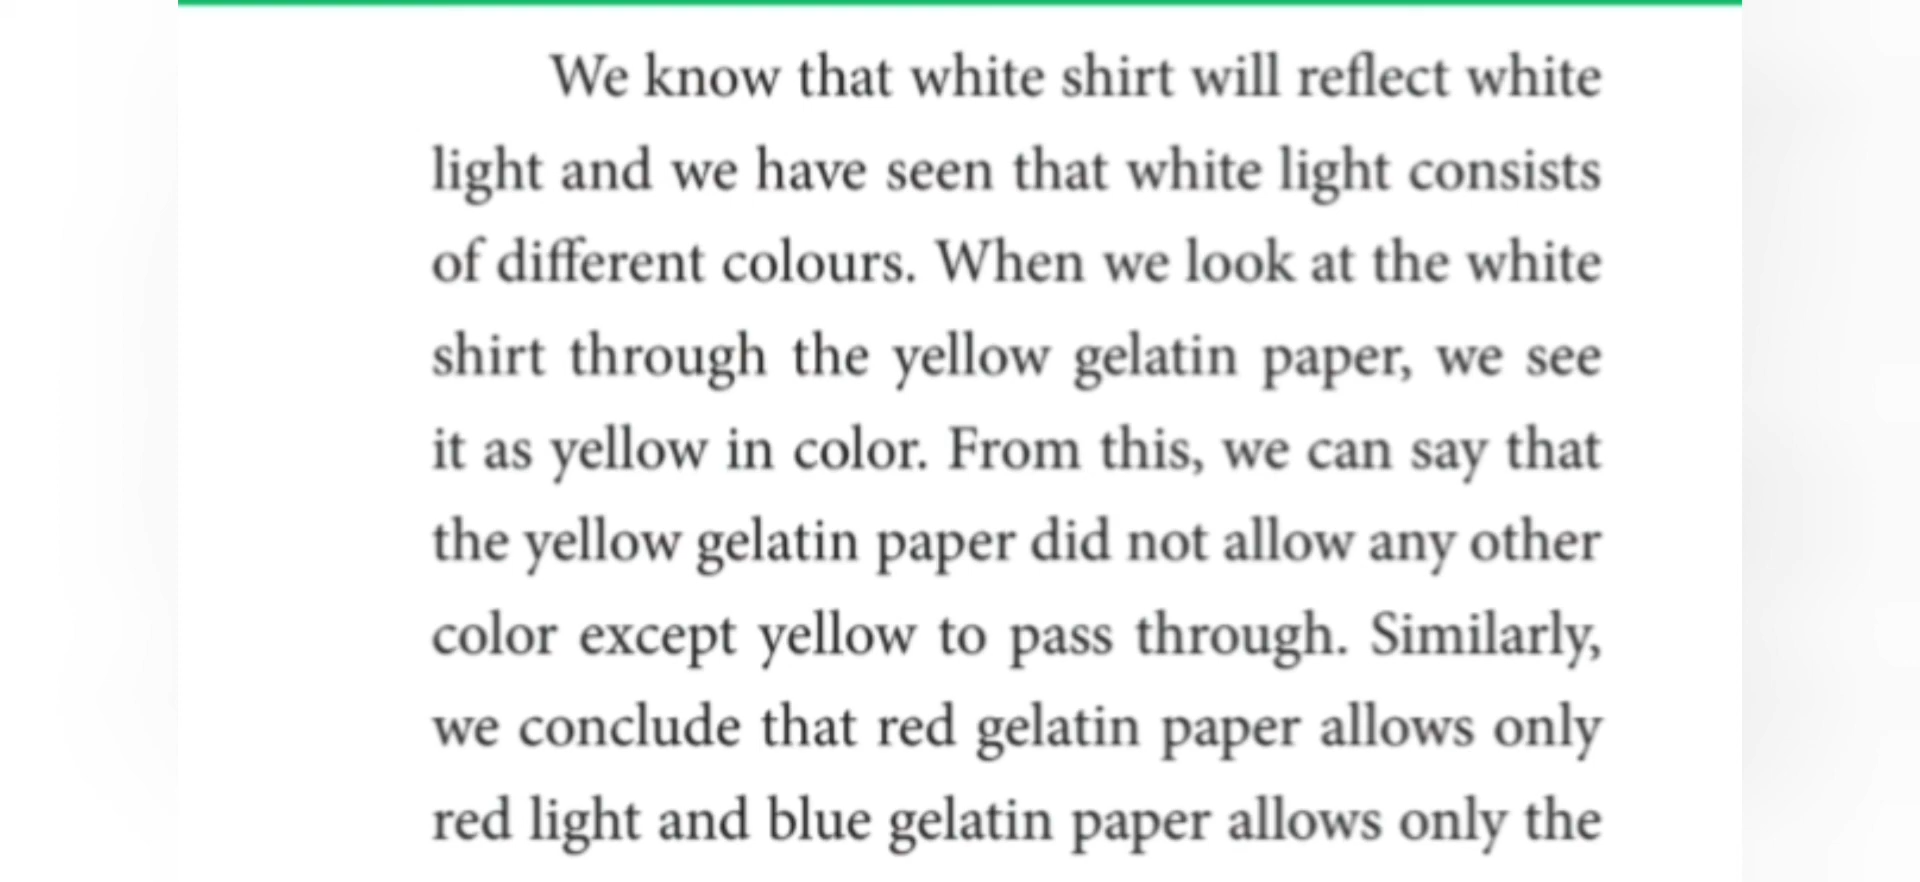 We know that white shirt will reflect white
light and we have seen that white light consists
of different colours. When we look at the white
shirt through the yellow gelatin paper, we see
it as yellow in color. From this, we can say that
the yellow gelatin paper did not allow any other
color except yellow to pass through. Similarly,
we conclude that red gelatin paper allows only
red light and blue gelatin paper allows only the